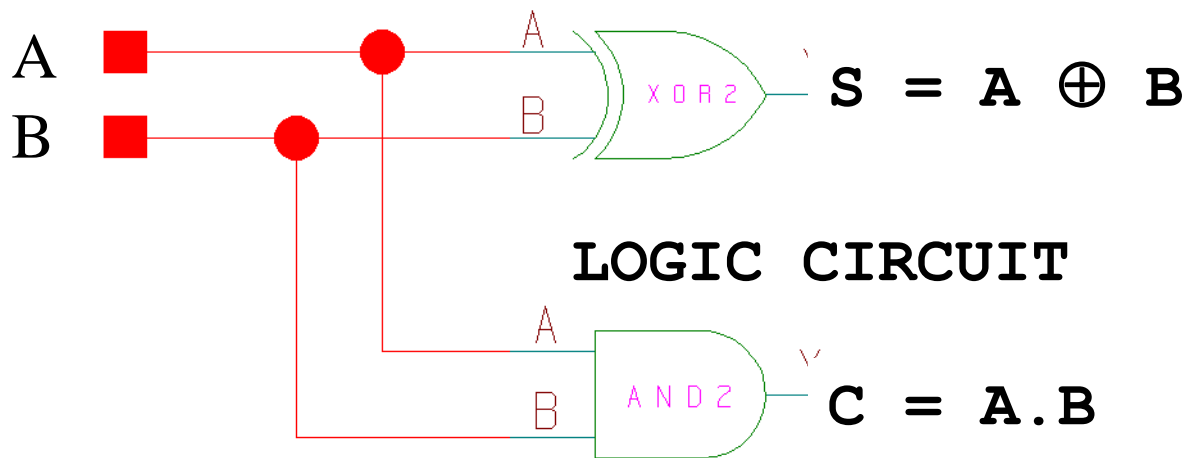 A
A
XOR2
S = A ⊕ B
B
B
LOGIC CIRCUIT
A
AND2
C = A.B
B